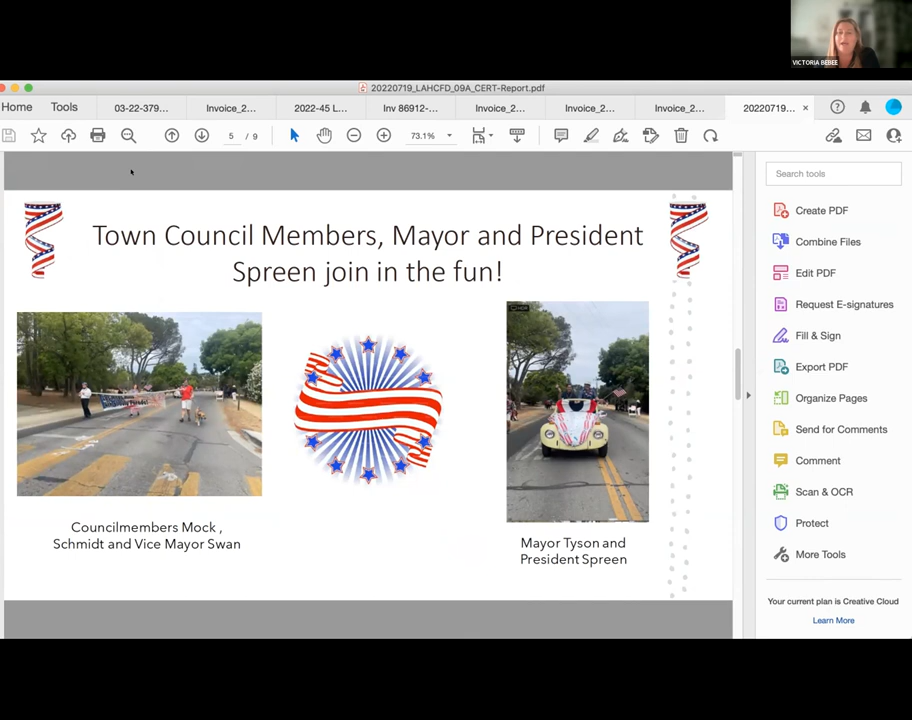 VICTORIA BEBEE
20220719_LAHCFD_09A_CERT-Report.pdf
Home Tools 03-22-379... Invoice_2... 2022-45 L... Inv 86912-... Invoice_2... Invoice_2... Invoice_2... 20220719... ×
5 / 9 73.1%
Search tools
Create PDF
Combine Files
Edit PDF
Request E-signatures
Fill & Sign
Export PDF
Organize Pages
Send for Comments
Comment
Scan & OCR
Protect
More Tools
Your current plan is Creative Cloud
Learn More
Town Council Members, Mayor and President
Spreen join in the fun!
Councilmembers Mock ,
Schmidt and Vice Mayor Swan
Mayor Tyson and
President Spreen